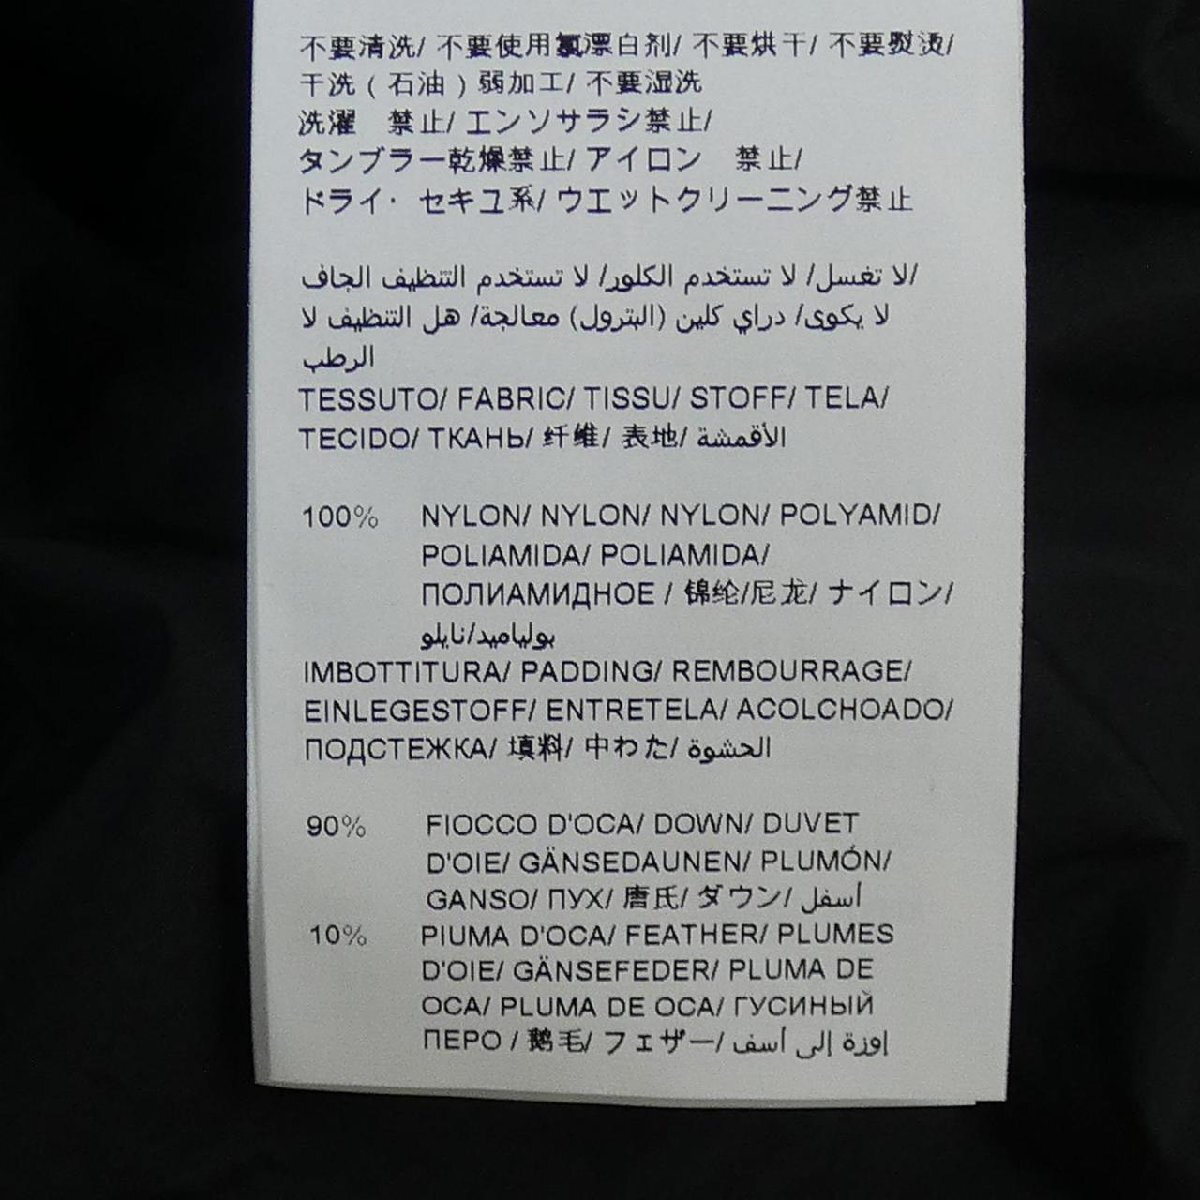 不要清洗/ 不要使用氯漂白剂/ 不要烘干/ 不要熨烫/
干洗 ( 石油 ) 弱加工/ 不要湿洗
洗濯　禁止/ エンソサラシ禁止/
タンブラー乾燥禁止/ アイロン　禁止/
ドライ・ セキユ系/ ウエットクリーニング禁止
لا تغسل/ لا تستخدم الكلور/ لا تستخدم التنظيف الجاف/
لا يكوى/ دراي كلين (البترول) معالجة/ هل التنظيف لا
الرطب
TESSUTO/ FABRIC/ TISSU/ STOFF/ TELA/
TECIDO/ ТКАНЬ/ 纤维/ 表地/ الأقمشة
100% NYLON/ NYLON/ NYLON/ POLYAMID/
POLIAMIDA/ POLIAMIDA/
ПОЛИАМИДНОЕ / 锦纶/尼龙/ ナイロン/
بولياميد/نايلو
IMBOTTITURA/ PADDING/ REMBOURRAGE/
EINLEGESTOFF/ ENTRETELA/ ACOLCHOADO/
ПОДСТЕЖКА/ 填料/ 中わた/ الحشوة
90% FIOCCO D'OCA/ DOWN/ DUVET
D'OIE/ GÄNSEDAUNEN/ PLUMÓN/
GANSO/ ПУХ/ 唐氏/ ダウン/ أسفل
10% PIUMA D'OCA/ FEATHER/ PLUMES
D'OIE/ GÄNSEFEDER/ PLUMA DE
OCA/ PLUMA DE OCA/ ГУСИНЫЙ
ПЕРО / 鹅毛/ フェザー/ إوزة إلى أسف